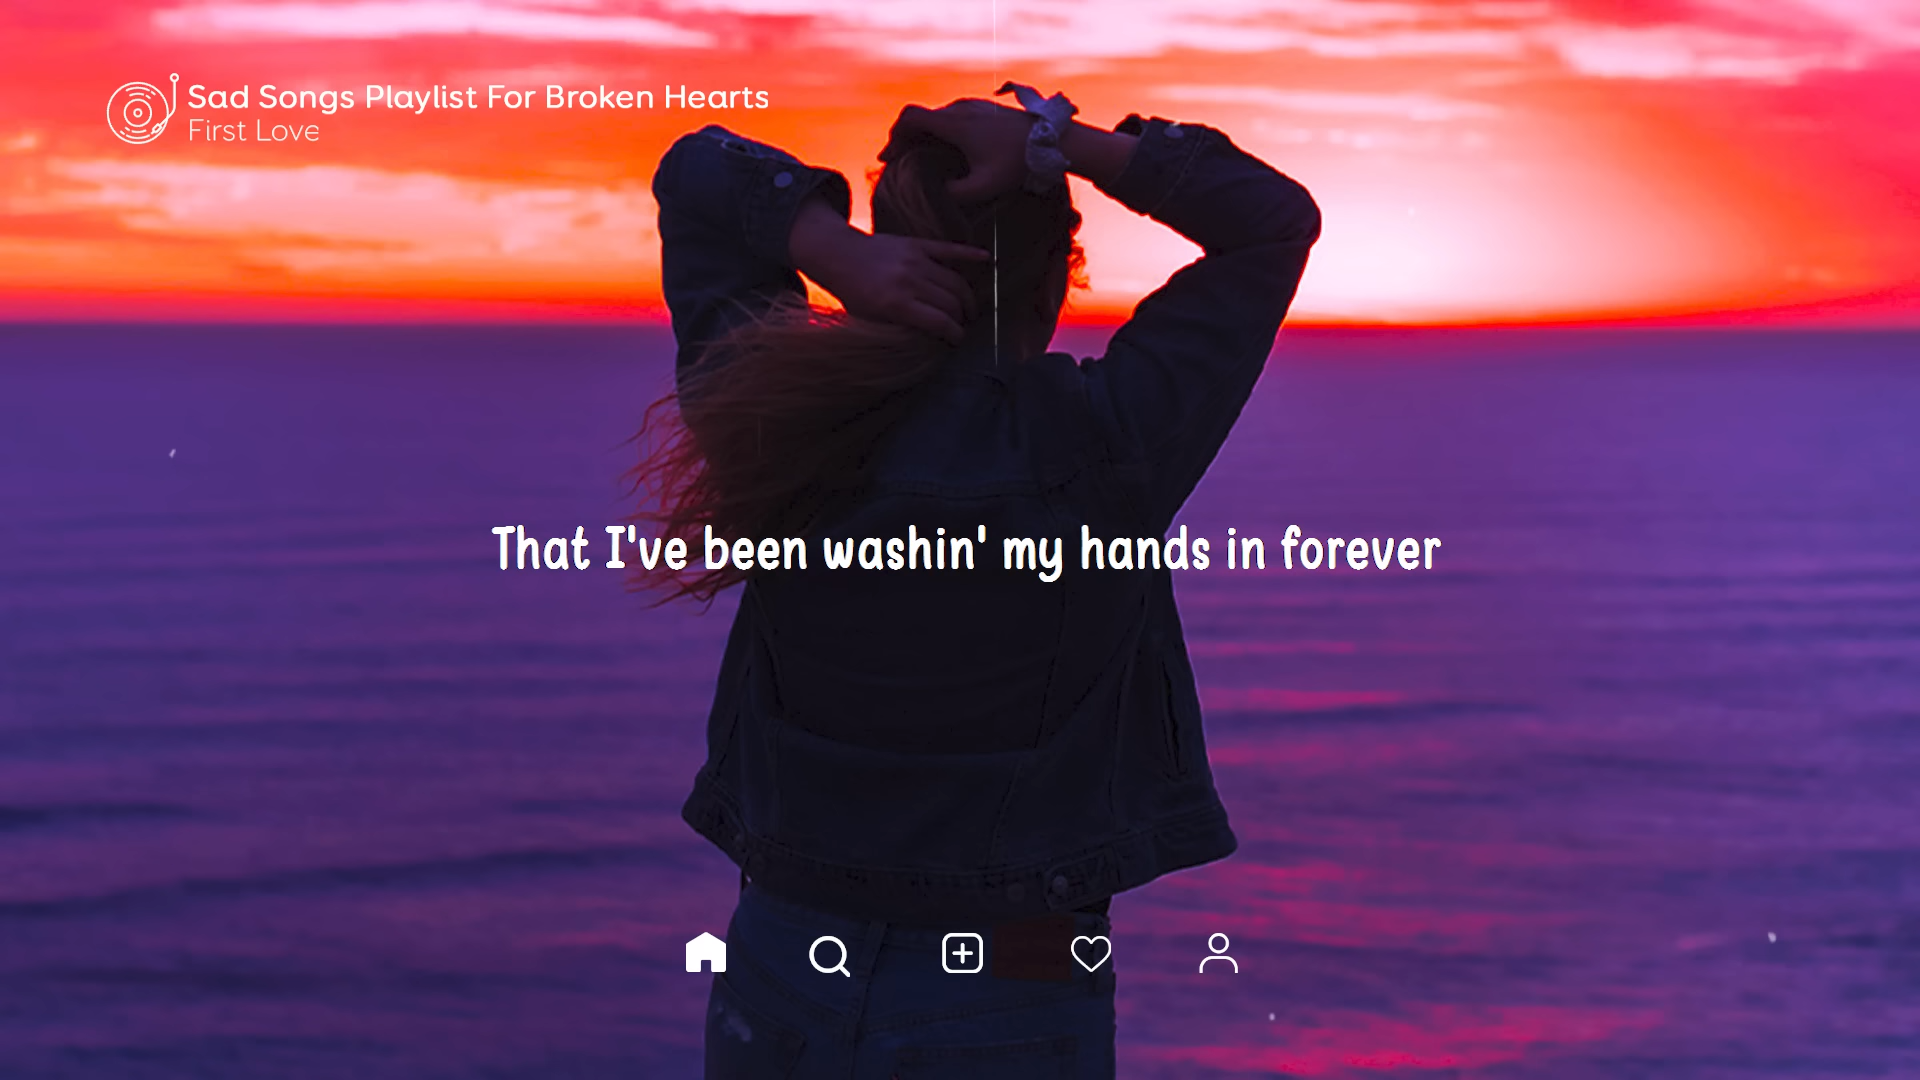 Sad Songs Playlist For Broken Hearts
First Love
That I've been washin' my hands in forever